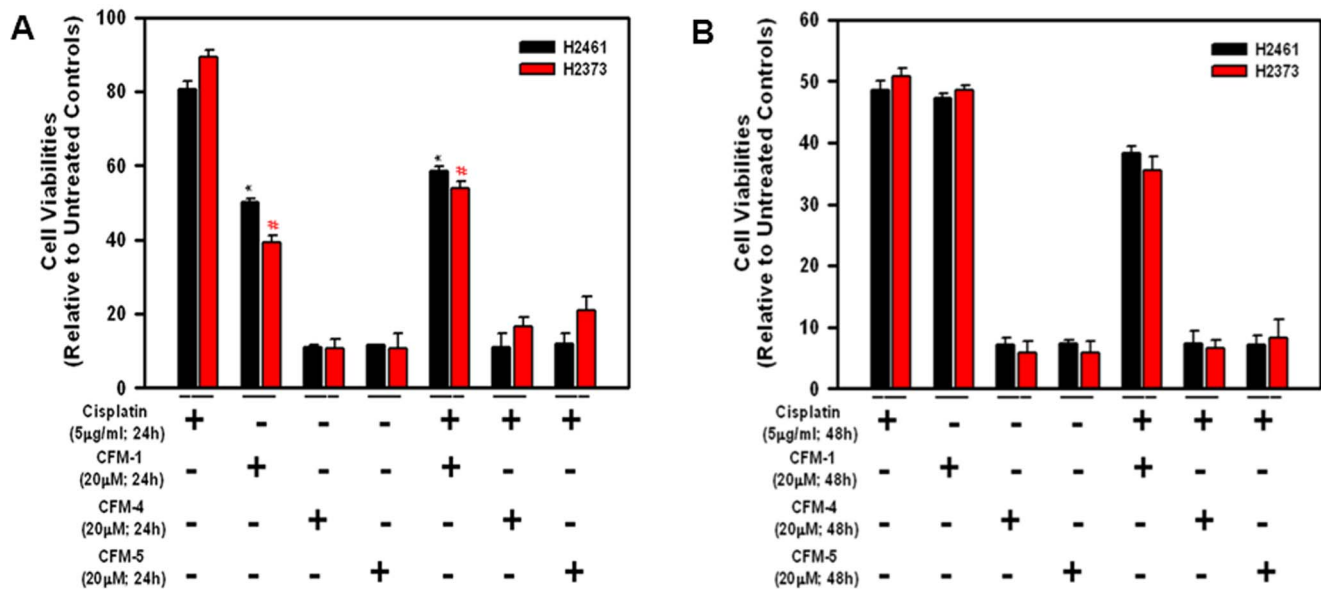 A
Cell Viabilities
(Relative to Untreated Controls)
100
80
60
40
20
0
H2461
H2373
*
#
*
#
Cisplatin + - - - + + +
(5µg/ml; 24h)
CFM-1 - + - - + - -
(20µM; 24h)
CFM-4 - - + - - + -
(20µM; 24h)
CFM-5 - - - + - - +
(20µM; 24h)
B
Cell Viabilities
(Relative to Untreated Controls)
60
50
40
30
20
10
0
H2461
H2373
Cisplatin + - - - + + +
(5µg/ml; 48h)
CFM-1 - + - - + - -
(20µM; 48h)
CFM-4 - - + - - + -
(20µM; 48h)
CFM-5 - - - + - - +
(20µM; 48h)